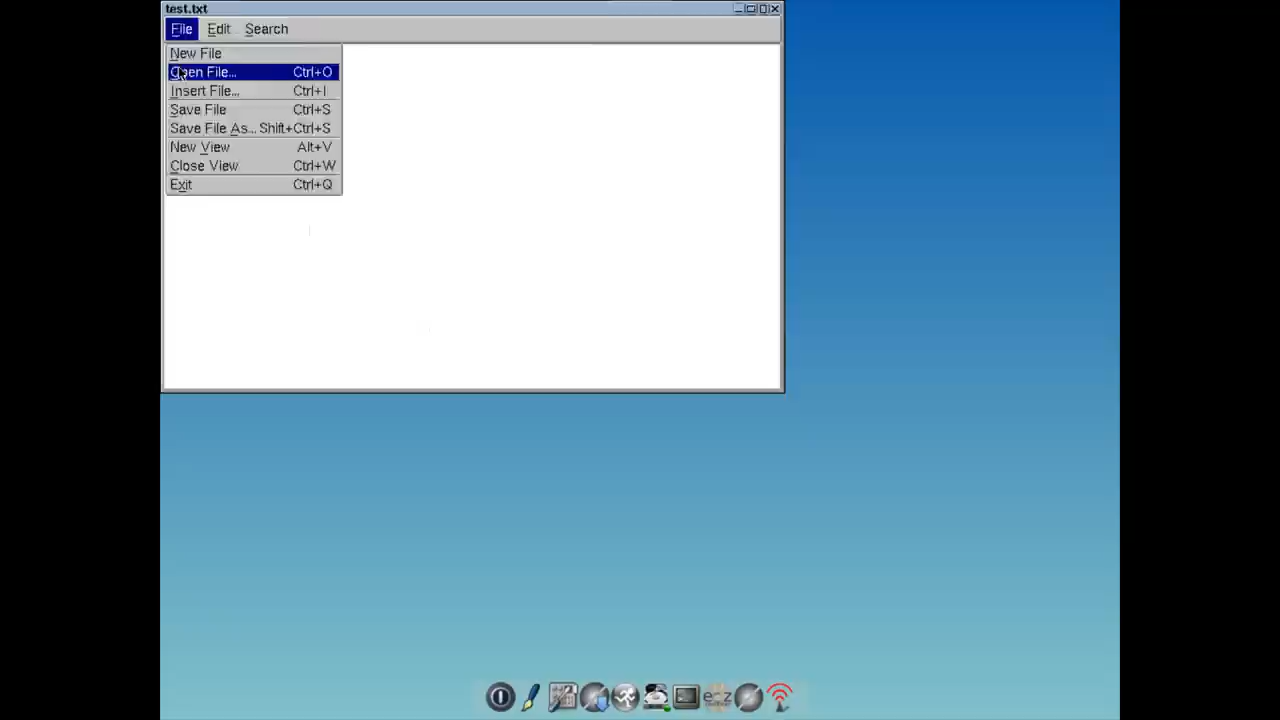 test.txt
File Edit Search
New File
Open File... Ctrl+O
Insert File... Ctrl+I
Save File Ctrl+S
Save File As... Shift+Ctrl+S
New View Alt+V
Close View Ctrl+W
Exit Ctrl+Q